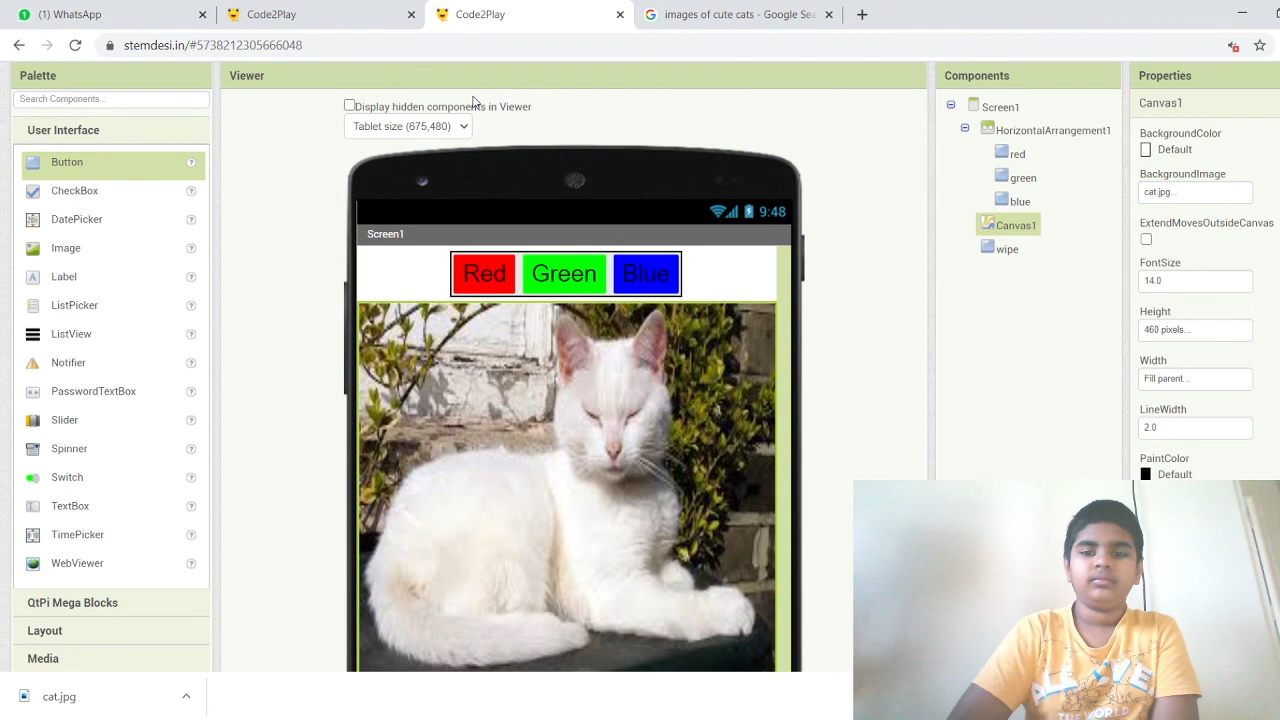 (1) WhatsApp
Code2Play
Code2Play
images of cute cats - Google Sea
stemdesi.in/#5738212305666048
Palette
Search Components...
User Interface
Button
CheckBox
DatePicker
Image
Label
ListPicker
ListView
Notifier
PasswordTextBox
Slider
Spinner
Switch
TextBox
TimePicker
WebViewer
QtPi Mega Blocks
Layout
Media
cat.jpg
Viewer
Display hidden components in Viewer
Tablet size (675,480)
9:48
Screen1
Red Green Blue
Components
Screen1
HorizontalArrangement1
red
green
blue
Canvas1
wipe
Properties
Canvas1
BackgroundColor
Default
BackgroundImage
cat.jpg...
ExtendMovesOutsideCanvas
FontSize
14.0
Height
460 pixels...
Width
Fill parent...
LineWidth
2.0
PaintColor
Default
THE WORLD